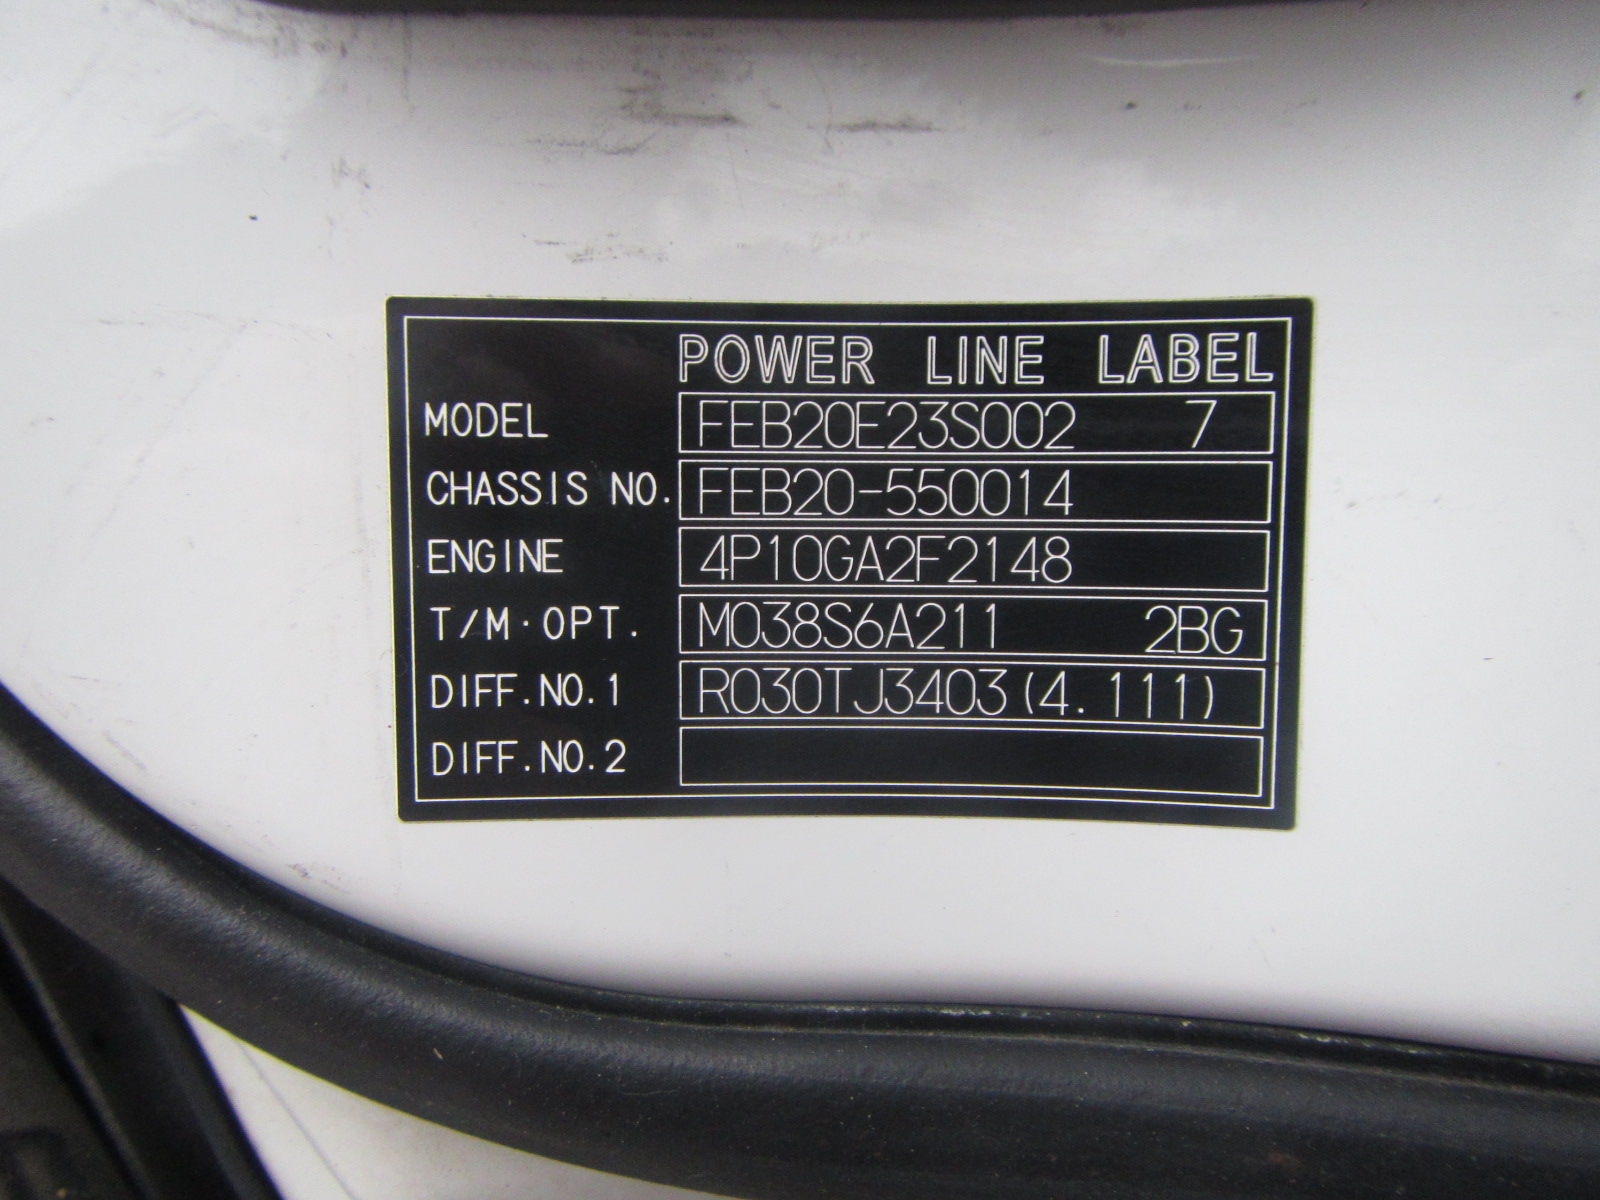 POWER LINE LABEL
MODEL FEB20E23S002 7
CHASSIS NO. FEB20-550014
ENGINE 4P10GA2F2148
T/M·OPT. M038S6A211 2BG
DIFF.NO.1 R030TJ3403(4.111)
DIFF.NO.2